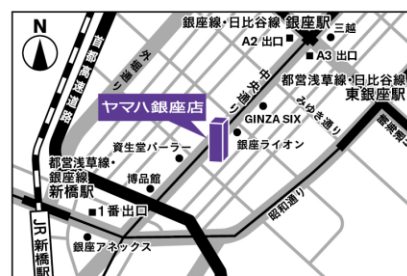 N
銀座線・日比谷線 銀座駅
三越
A2 出口
A3 出口
首都高速道路
外堀通り
中央通り
都営浅草線・日比谷線
東銀座駅
ヤマハ銀座店
GINZA SIX
みゆき通り
銀座ライオン
資生堂パーラー
都営浅草線・
銀座線
新橋駅
博品館
1番出口
昭和通り
銀座アネックス
JR 新橋駅